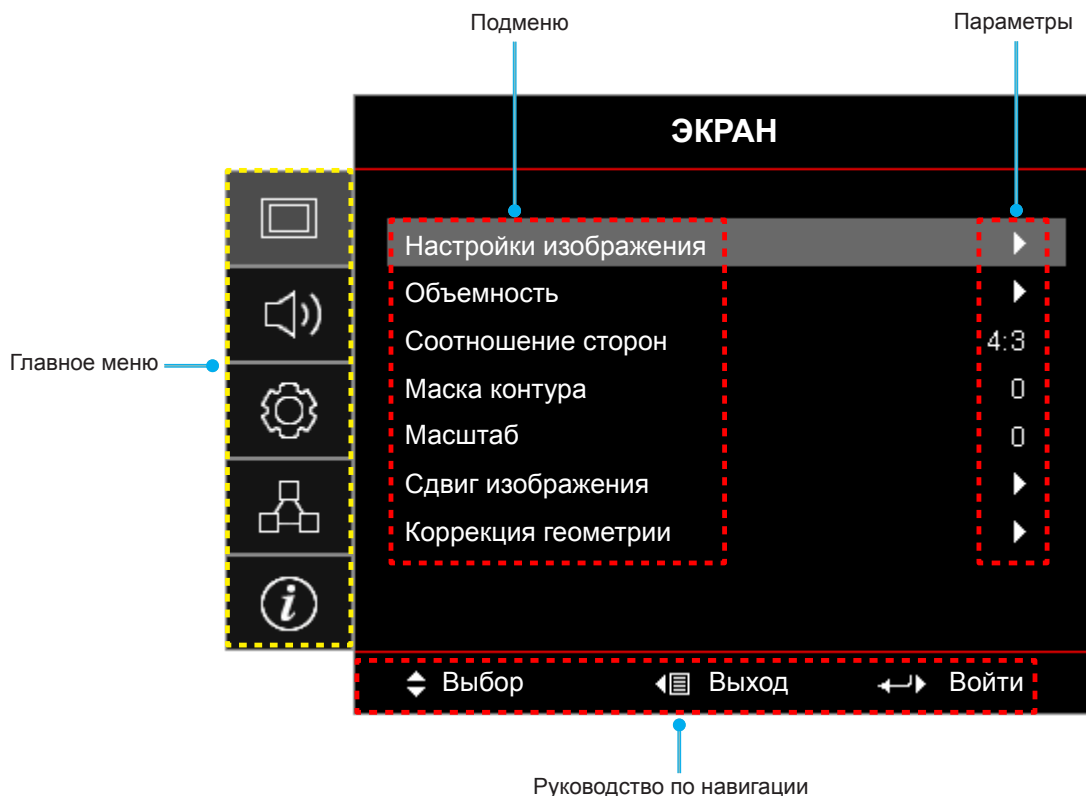 Подменю
Параметры
ЭКРАН
Настройки изображения
Объемность
Соотношение сторон 4:3
Маска контура 0
Масштаб 0
Сдвиг изображения
Коррекция геометрии
Главное меню
i
Выбор Выход Войти
Руководство по навигации